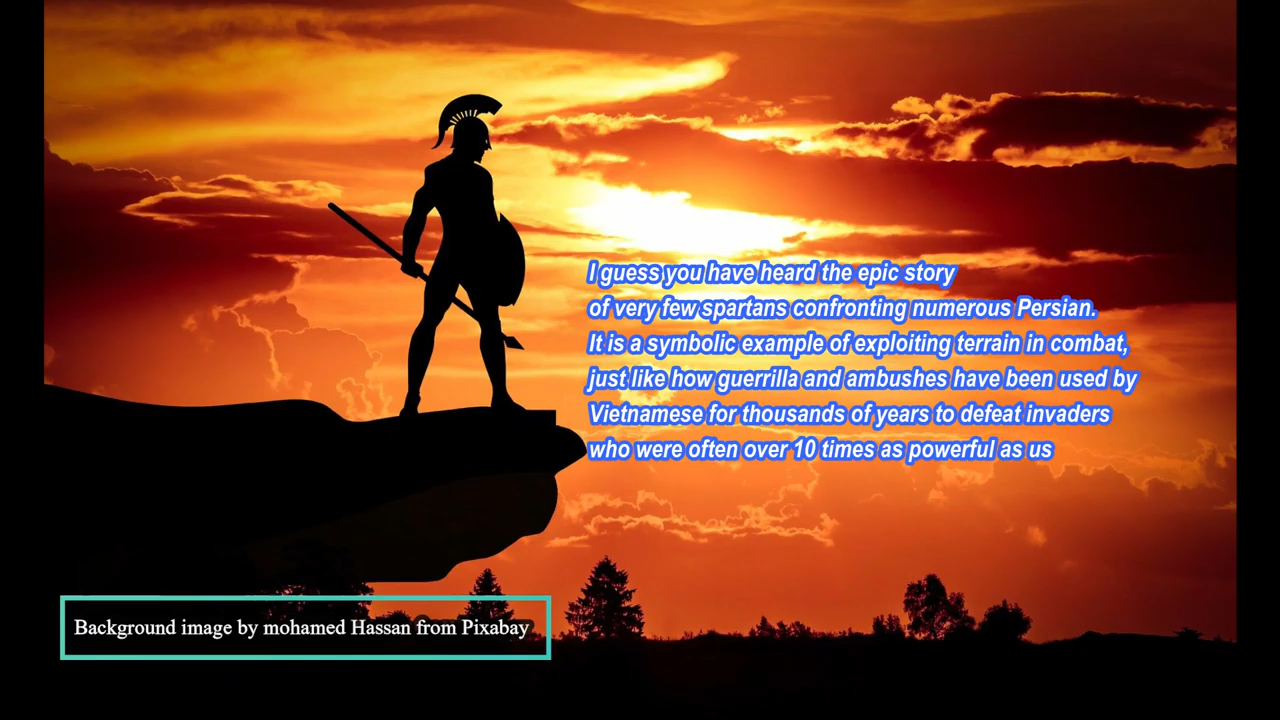 I guess you have heard the epic story
of very few spartans confronting numerous Persian.
It is a symbolic example of exploiting terrain in combat,
just like how guerrilla and ambushes have been used by
Vietnamese for thousands of years to defeat invaders
who were often over 10 times as powerful as us
Background image by mohamed Hassan from Pixabay